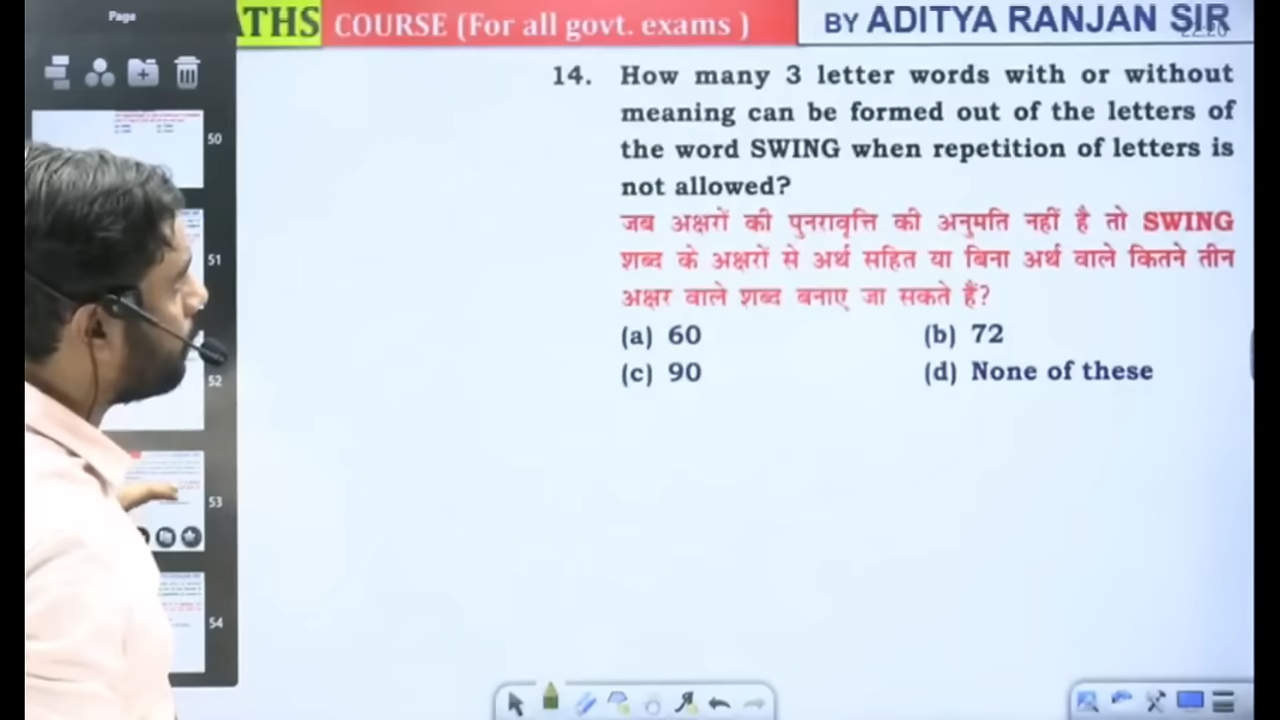 Page
ATHS COURSE (For all govt. exams ) BY ADITYA RANJAN SIR
14. How many 3 letter words with or without
meaning can be formed out of the letters of
the word SWING when repetition of letters is
not allowed?
जब अक्षरों की पुनरावृत्ति की अनुमति नहीं है तो SWING
शब्द के अक्षरों से अर्थ सहित या बिना अर्थ वाले कितने तीन
अक्षर वाले शब्द बनाए जा सकते हैं?
(a) 60 (b) 72
(c) 90 (d) None of these
50
51
52
53
54